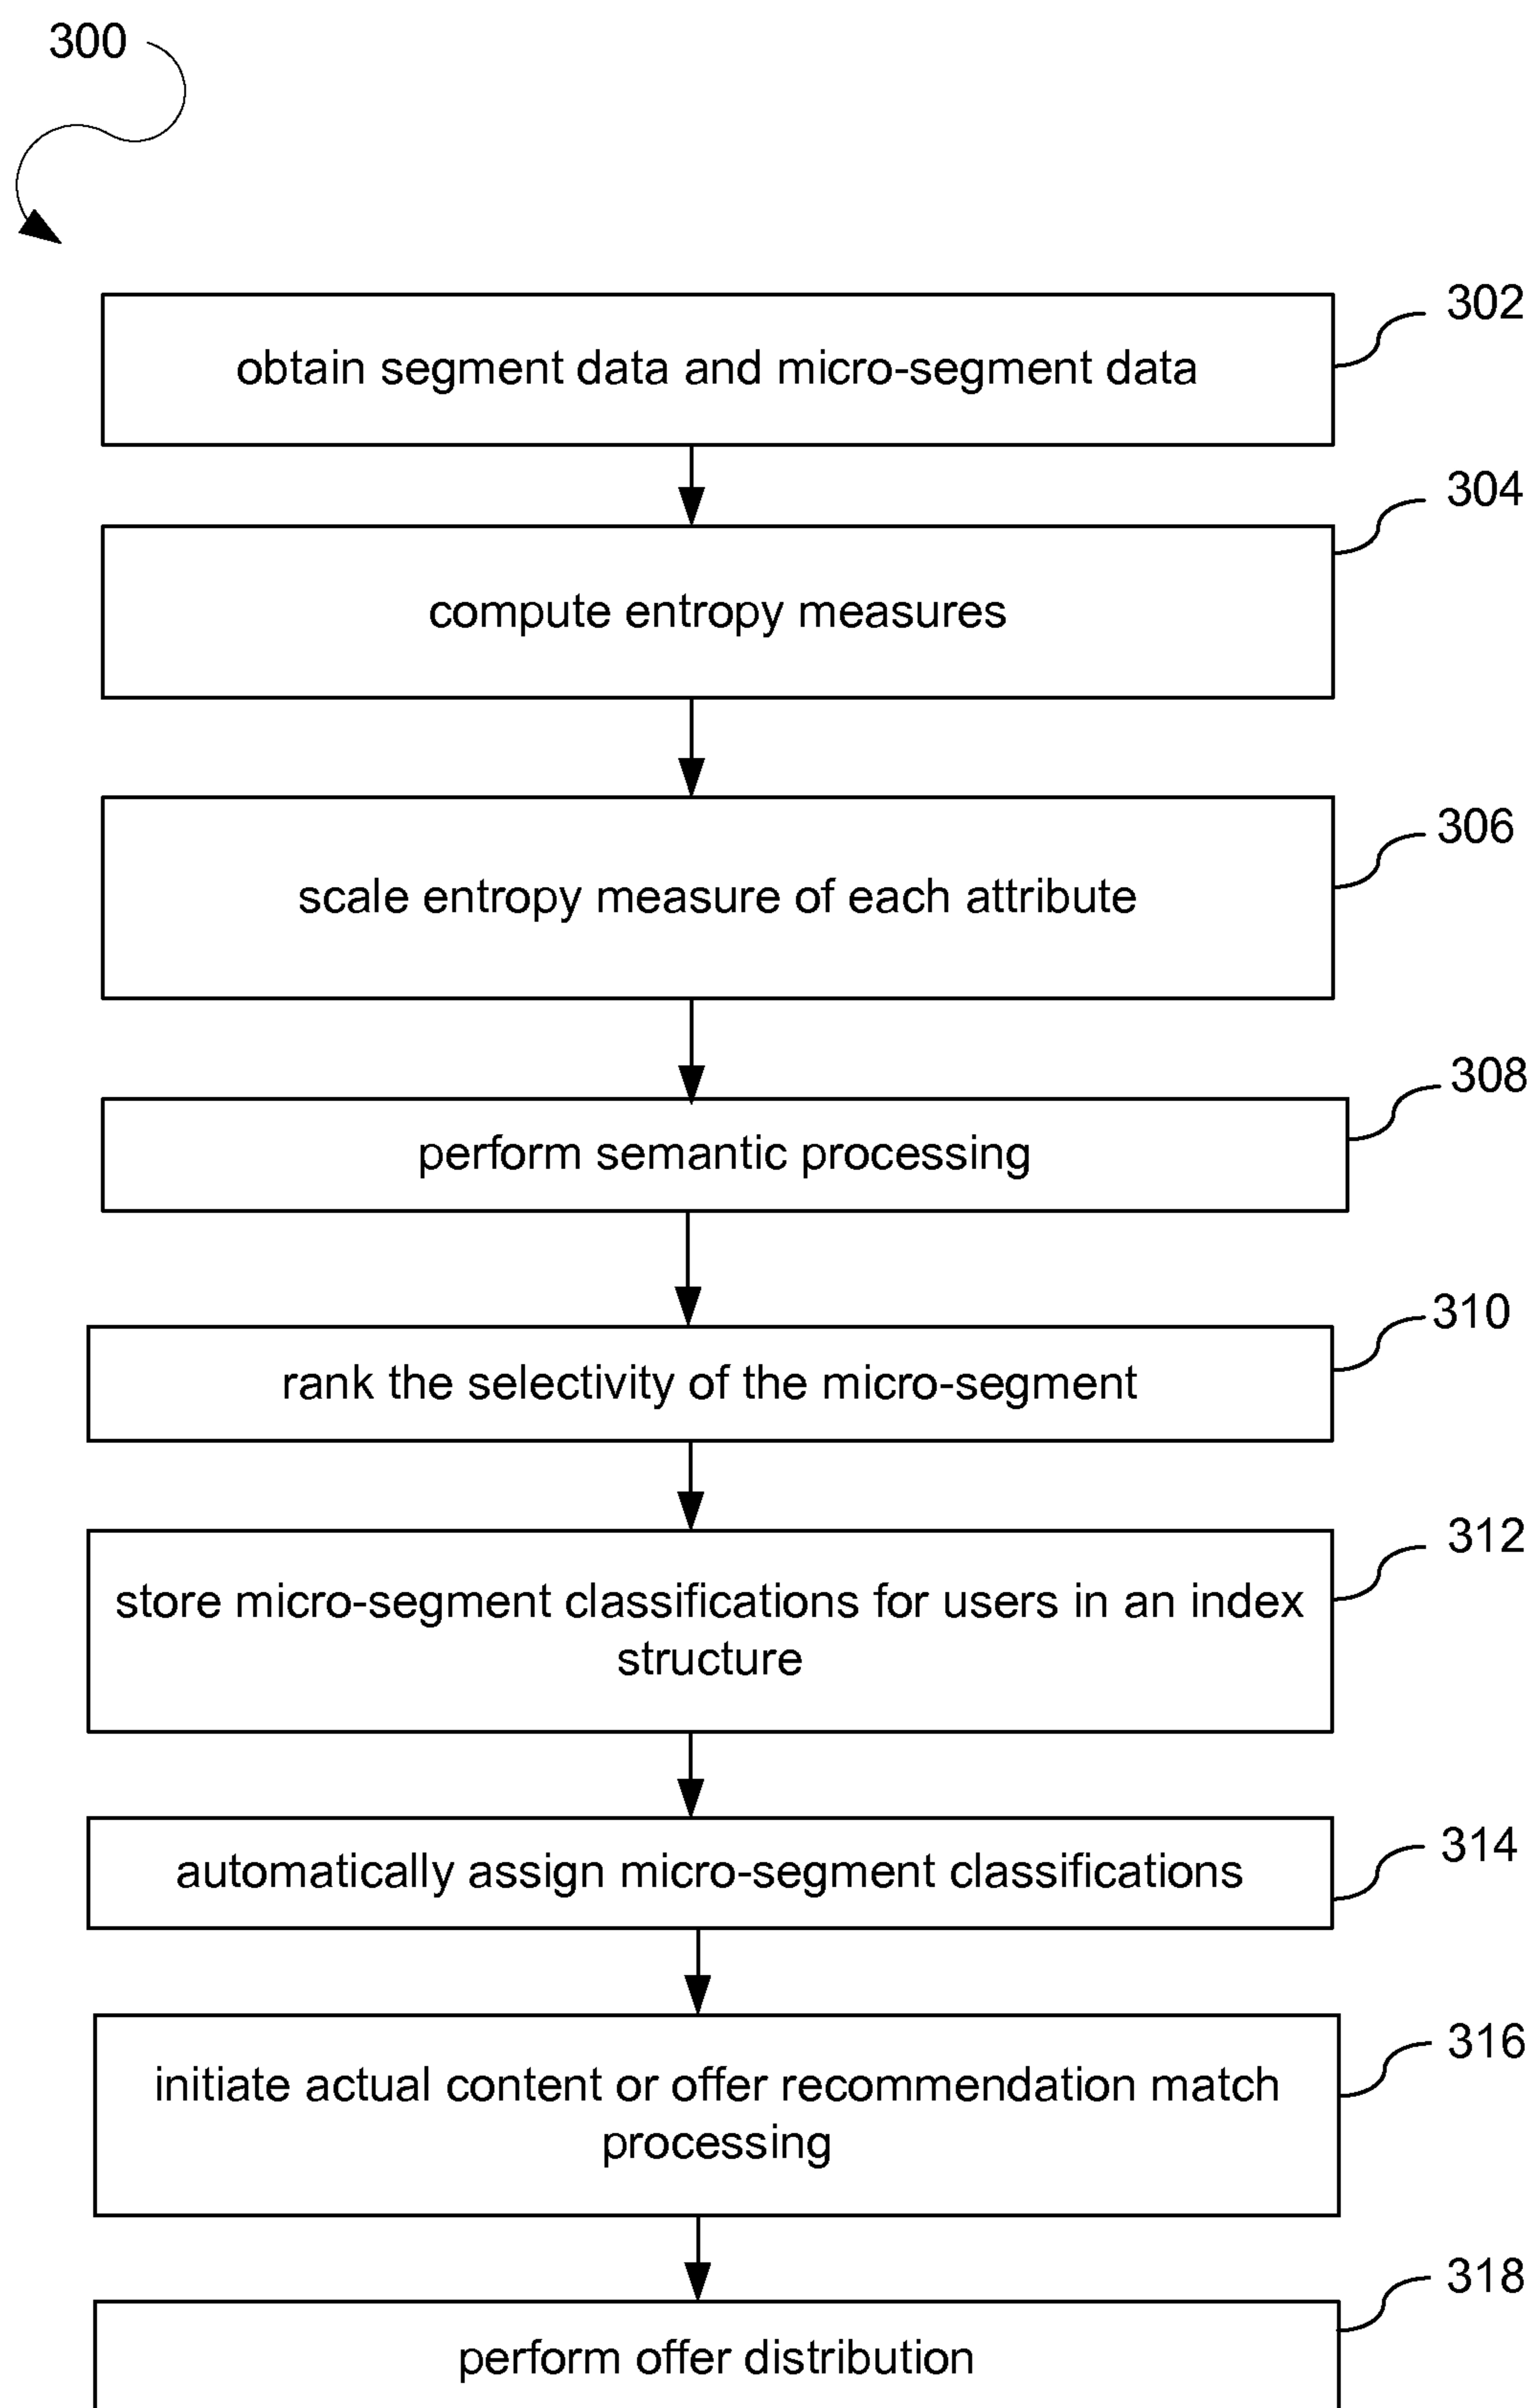 300
302
obtain segment data and micro-segment data
304
compute entropy measures
306
scale entropy measure of each attribute
308
perform semantic processing
310
rank the selectivity of the micro-segment
312
store micro-segment classifications for users in an index
structure
314
automatically assign micro-segment classifications
316
initiate actual content or offer recommendation match
processing
318
perform offer distribution